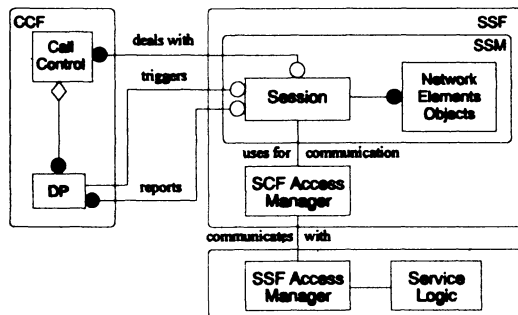 CCF
Call
Control
DP
deals with
triggers
reports
SSF
SSM
Session
Network
Elements
Objects
uses for communication
SCF Access
Manager
communicates with
SSF Access
Manager
Service
Logic